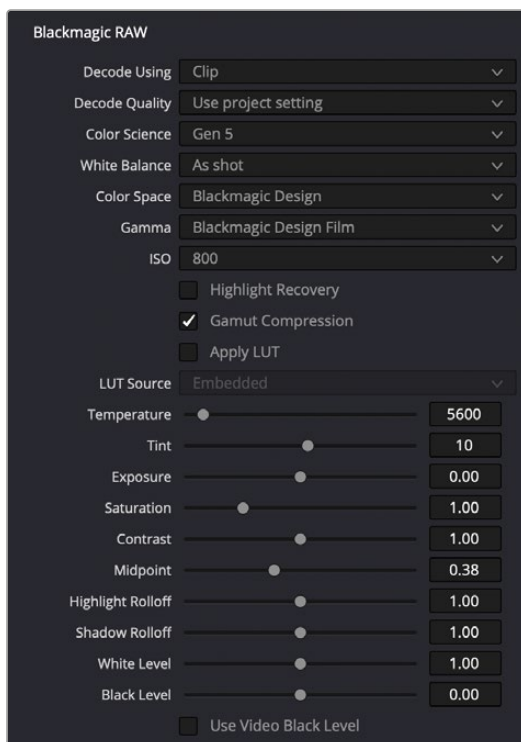 Blackmagic RAW
Decode Using Clip
Decode Quality Use project setting
Color Science Gen 5
White Balance As shot
Color Space Blackmagic Design
Gamma Blackmagic Design Film
ISO 800
Highlight Recovery
Gamut Compression
Apply LUT
LUT Source Embedded
Temperature 5600
Tint 10
Exposure 0.00
Saturation 1.00
Contrast 1.00
Midpoint 0.38
Highlight Rolloff 1.00
Shadow Rolloff 1.00
White Level 1.00
Black Level 0.00
Use Video Black Level